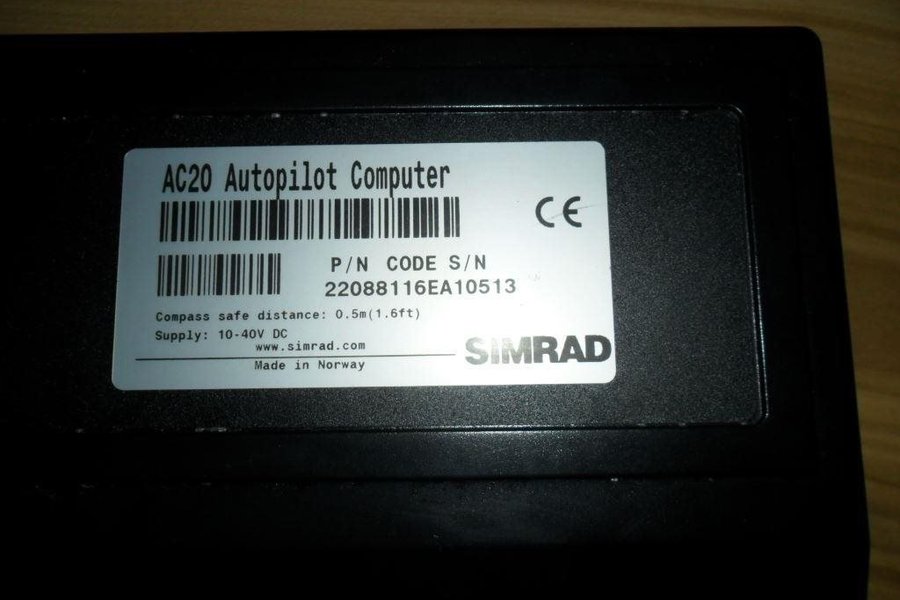 AC20 Autopilot Computer
CE
P/N CODE S/N
22088116EA10513
Compass safe distance: 0.5m(1.6ft)
Supply: 10-40V DC
www.simrad.com
SIMRAD
Made in Norway